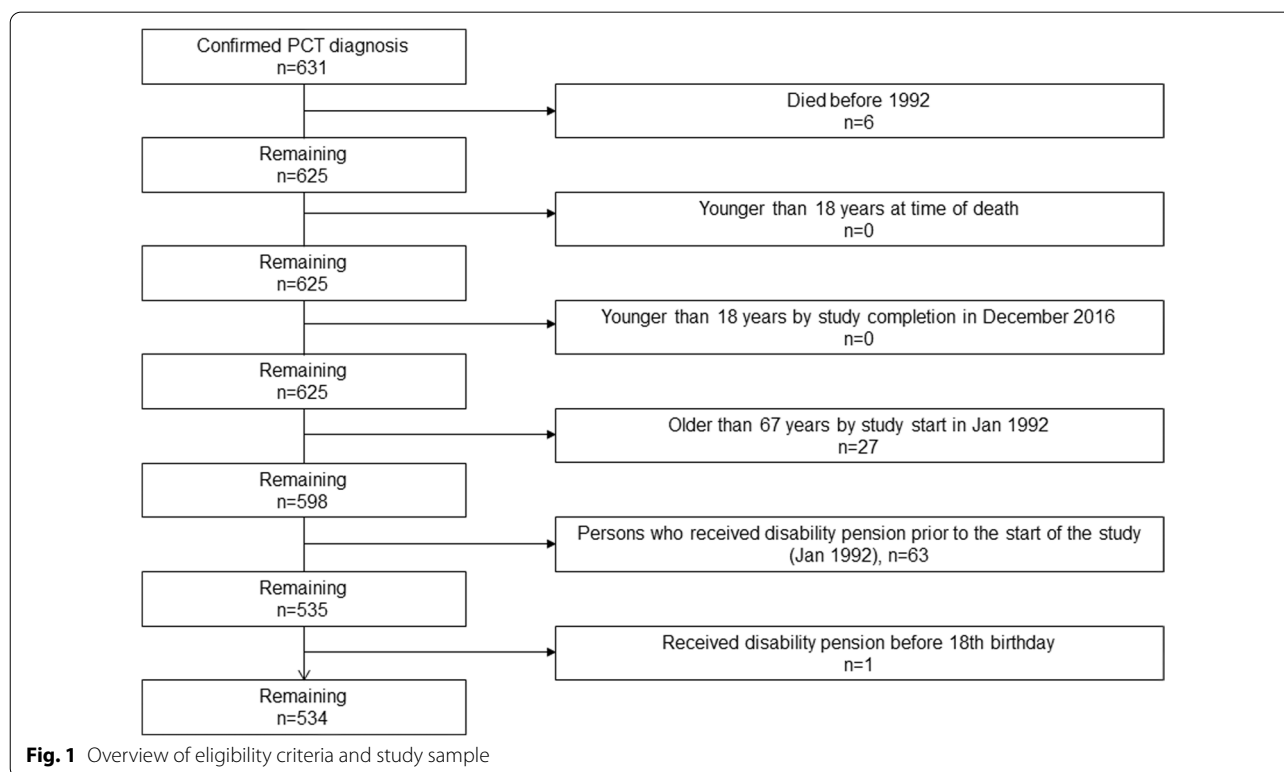 Confirmed PCT diagnosis
n=631
Died before 1992
n=6
Remaining
n=625
Younger than 18 years at time of death
n=0
Remaining
n=625
Younger than 18 years by study completion in December 2016
n=0
Remaining
n=625
Older than 67 years by study start in Jan 1992
n=27
Remaining
n=598
Persons who received disability pension prior to the start of the study
(Jan 1992), n=63
Remaining
n=535
Received disability pension before 18th birthday
n=1
Remaining
n=534
Fig. 1 Overview of eligibility criteria and study sample